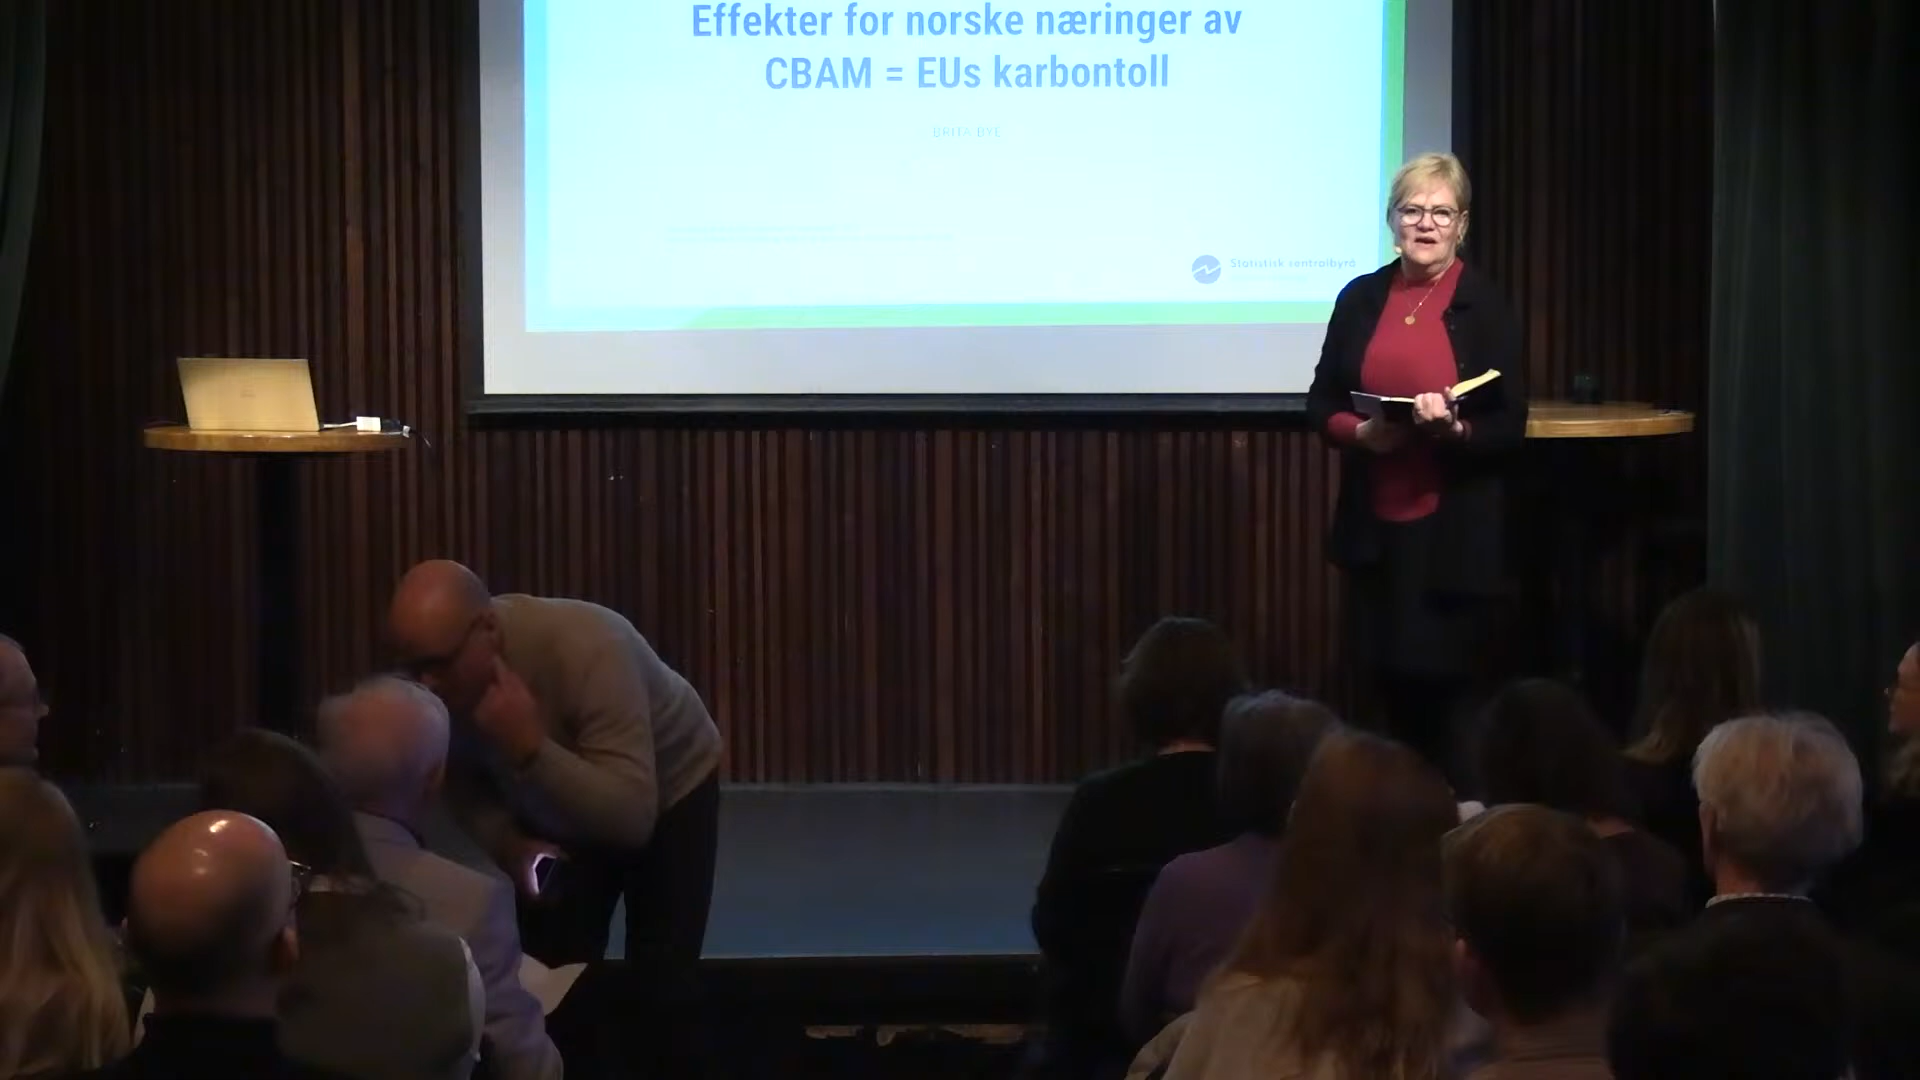 Effekter for norske næringer av
CBAM = EUs karbontoll
BRITA BYE
Statistisk sentralbyrå